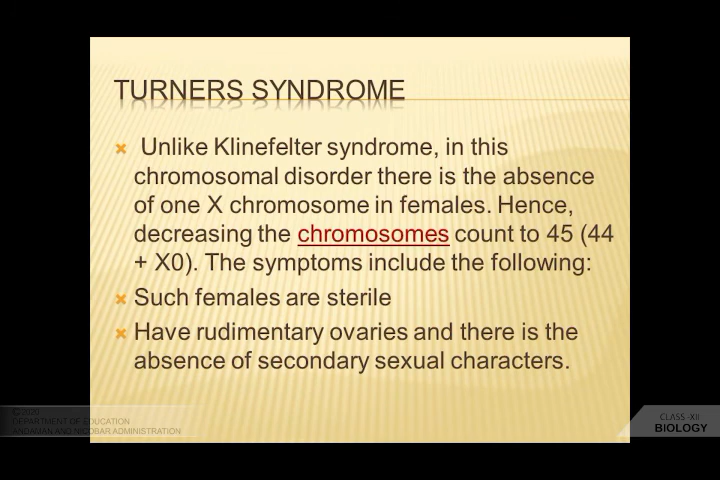 TURNERS SYNDROME
Unlike Klinefelter syndrome, in this
chromosomal disorder there is the absence
of one X chromosome in females. Hence,
decreasing the chromosomes count to 45 (44
+ X0). The symptoms include the following:
Such females are sterile
Have rudimentary ovaries and there is the
absence of secondary sexual characters.
©2020
DEPARTMENT OF EDUCATION
ANDAMAN AND NICOBAR ADMINISTRATION
CLASS -XII
BIOLOGY